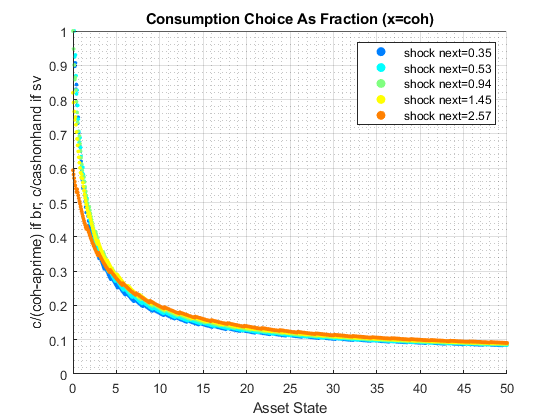 Consumption Choice As Fraction (x=coh)
c/(coh-aprime) if br, c/cashonhand if sv
1
0.9
0.8
0.7
0.6
0.5
0.4
0.3
0.2
0.1
0
shock next=0.35
shock next=0.53
shock next=0.94
shock next=1.45
shock next=2.57
0 5 10 15 20 25 30 35 40 45 50
Asset State